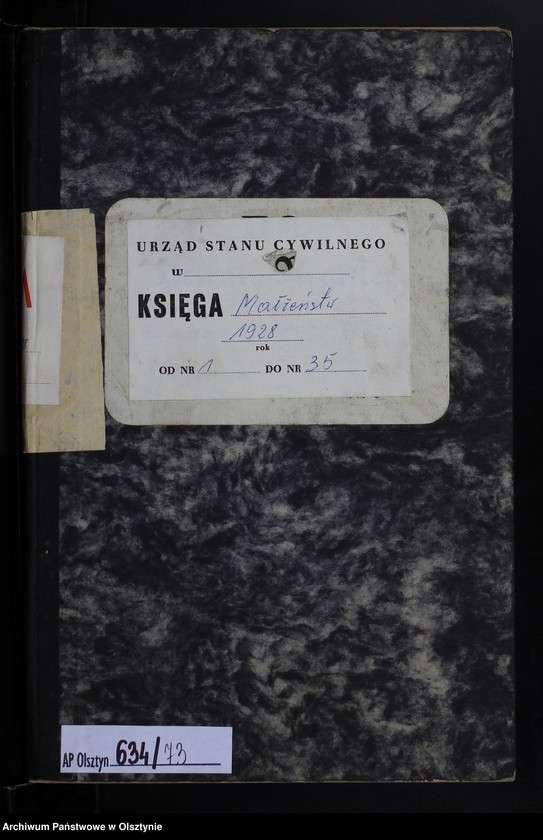 URZĄD STANU CYWILNEGO
w
KSIĘGA Małżeństw
1928
rok
OD NR 1 DO NR 35
AP Olsztyn 634/73
Archiwum Państwowe w Olsztynie